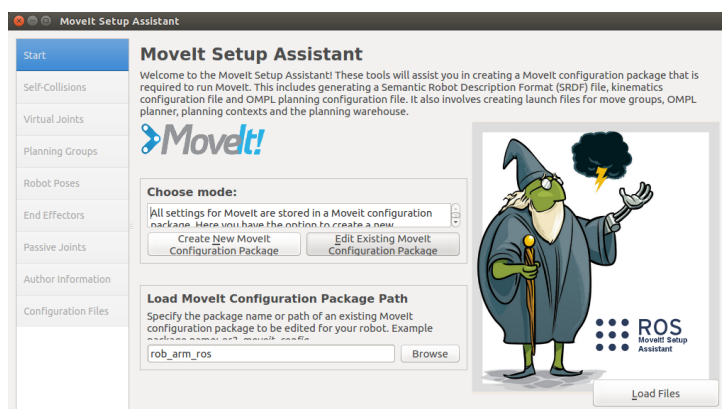 MoveIt Setup Assistant
Start
Self-Collisions
Virtual Joints
Planning Groups
Robot Poses
End Effectors
Passive Joints
Author Information
Configuration Files
MoveIt Setup Assistant
Welcome to the MoveIt Setup Assistant! These tools will assist you in creating a MoveIt configuration package that is
required to run MoveIt. This includes generating a Semantic Robot Description Format (SRDF) file, kinematics
configuration file and OMPL planning configuration file. It also involves creating launch files for move groups, OMPL
planner, planning contexts and the planning warehouse.
MoveIt!
Choose mode:
All settings for MoveIt are stored in a Moveit configuration
package. Here you have the option to create a new
Create New MoveIt
Configuration Package
Edit Existing MoveIt
Configuration Package
Load MoveIt Configuration Package Path
Specify the package name or path of an existing MoveIt
configuration package to be edited for your robot. Example
package name: pr2_moveit_config
rob_arm_ros
Browse
ROS
MoveIt! Setup
Assistant
Load Files